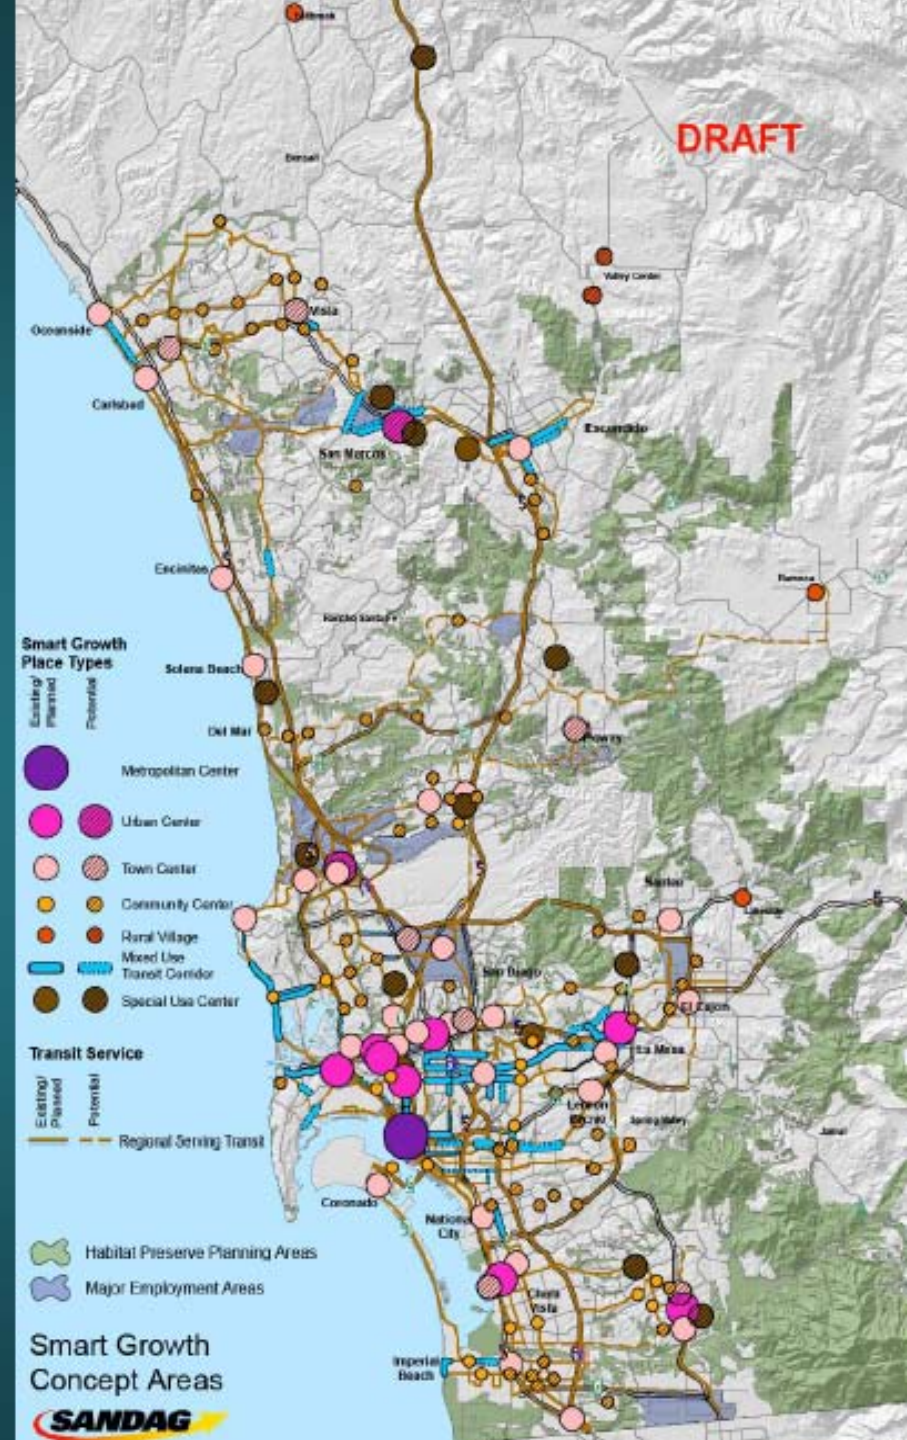 DRAFT
Bonsall
Valley Center
Vista
Oceanside
Carlsbad
Escondido
San Marcos
Encinitas
Ramona
Rancho Santa Fe
Smart Growth
Place Types
Existing/
Planned
Potential
Solana Beach
Del Mar
Poway
Metropolitan Center
Urban Center
Town Center
Community Center
Rural Village
Mixed Use
Transit Corridor
Special Use Center
Santee
Lakeside
San Diego
El Cajon
La Mesa
Lemon
Grove
Spring Valley
Jamul
Transit Service
Existing/
Planned
Potential
Regional Serving Transit
Coronado
National
City
Habitat Preserve Planning Areas
Major Employment Areas
Chula
Vista
Imperial
Beach
Smart Growth
Concept Areas
SANDAG